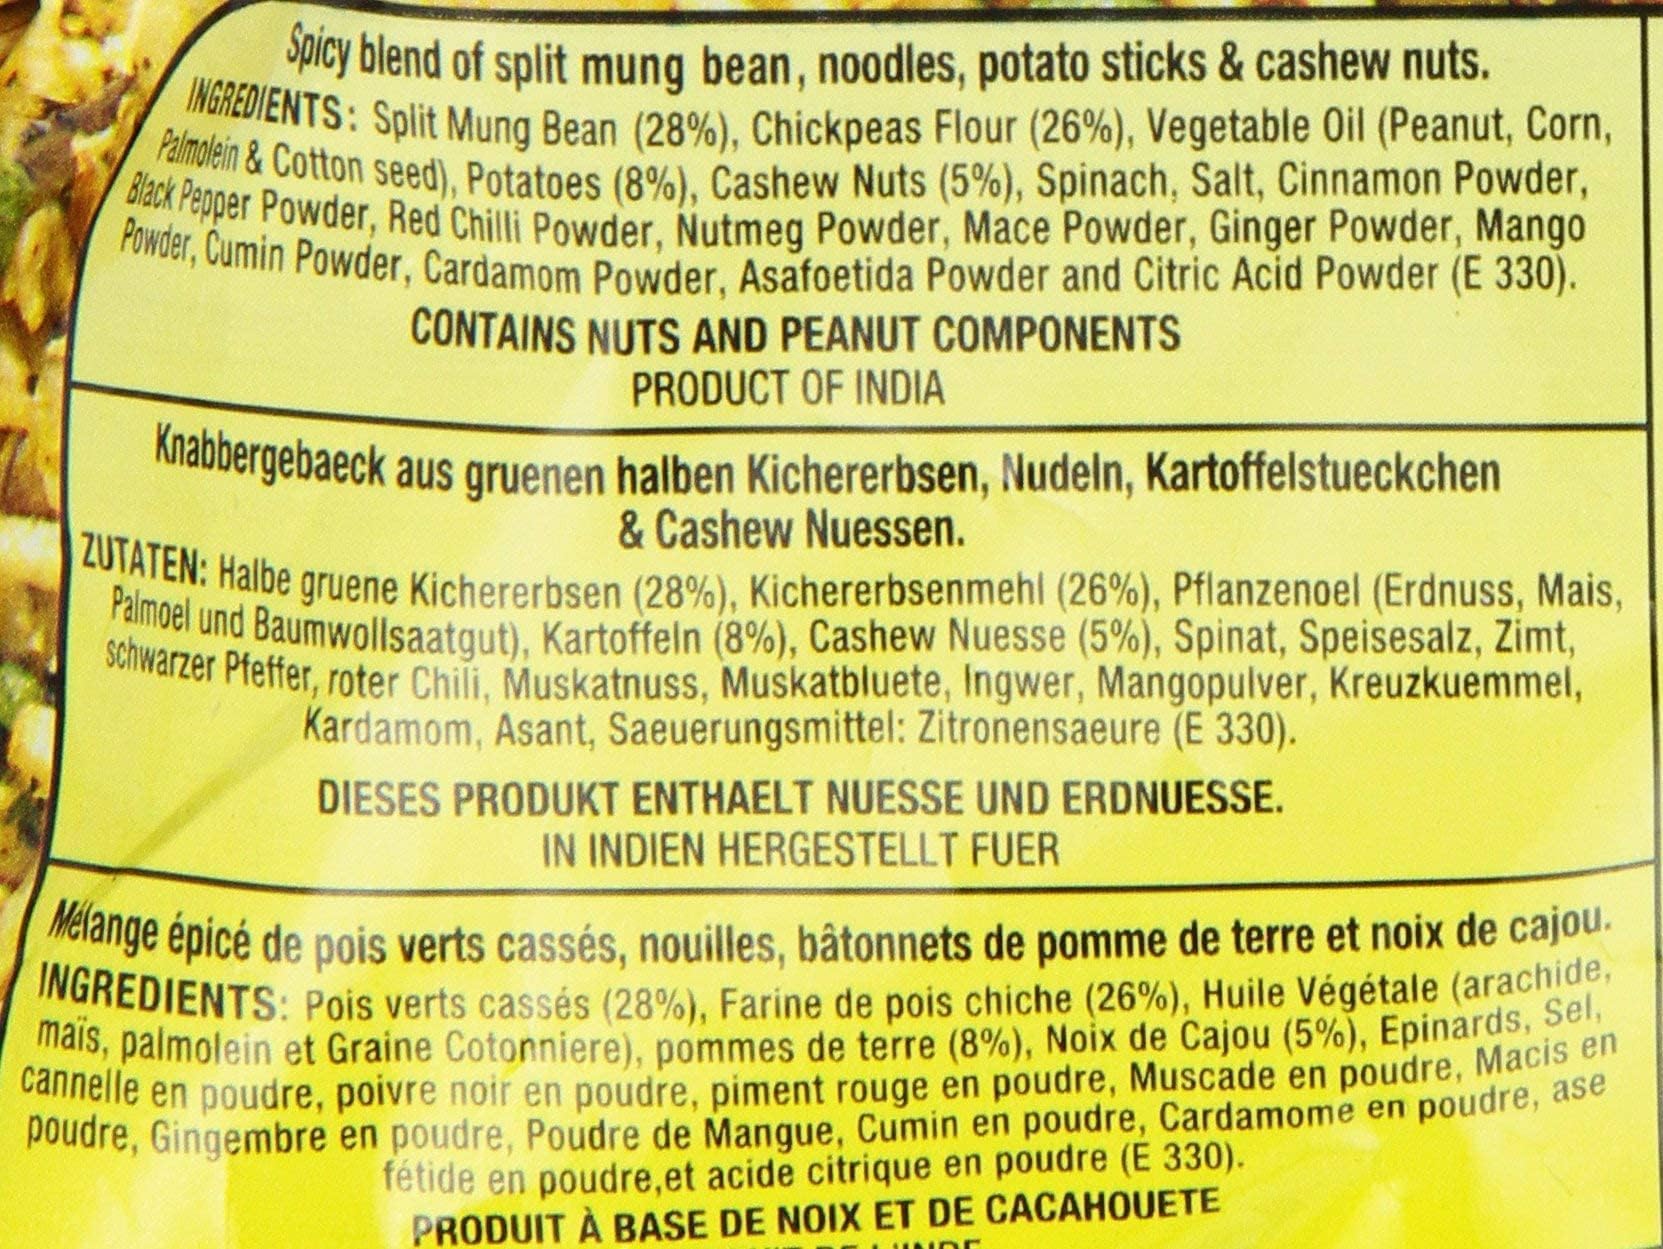 Spicy blend of split mung bean, noodles, potato sticks & cashew nuts.
INGREDIENTS: Split Mung Bean (28%), Chickpeas Flour (26%), Vegetable Oil (Peanut, Corn,
Palmolein & Cotton seed), Potatoes (8%), Cashew Nuts (5%), Spinach, Salt, Cinnamon Powder,
Black Pepper Powder, Red Chilli Powder, Nutmeg Powder, Mace Powder, Ginger Powder, Mango
Powder, Cumin Powder, Cardamom Powder, Asafoetida Powder and Citric Acid Powder (E 330).
CONTAINS NUTS AND PEANUT COMPONENTS
PRODUCT OF INDIA
Knabbergebaeck aus gruenen halben Kichererbsen, Nudeln, Kartoffelstueckchen
& Cashew Nuessen.
ZUTATEN: Halbe gruene Kichererbsen (28%), Kichererbsenmehl (26%), Pflanzenoel (Erdnuss, Mais,
Palmoel und Baumwollsaatgut), Kartoffeln (8%), Cashew Nuesse (5%), Spinat, Speisesalz, Zimt,
schwarzer Pfeffer, roter Chili, Muskatnuss, Muskatbluete, Ingwer, Mangopulver, Kreuzkuemmel,
Kardamom, Asant, Saeuerungsmittel: Zitronensaeure (E 330).
DIESES PRODUKT ENTHAELT NUESSE UND ERDNUESSE.
IN INDIEN HERGESTELLT FUER
Mélange épicé de pois verts cassés, nouilles, bâtonnets de pomme de terre et noix de cajou.
INGREDIENTS: Pois verts cassés (28%), Farine de pois chiche (26%), Huile Végétale (arachide,
maïs, palmolein et Graine Cotonniere), pommes de terre (8%), Noix de Cajou (5%), Epinards, Sel,
cannelle en poudre, poivre noir en poudre, piment rouge en poudre, Muscade en poudre, Macis en
poudre, Gingembre en poudre, Poudre de Mangue, Cumin en poudre, Cardamome en poudre, ase
fétide en poudre,et acide citrique en poudre (E 330).
PRODUIT À BASE DE NOIX ET DE CACAHOUETE